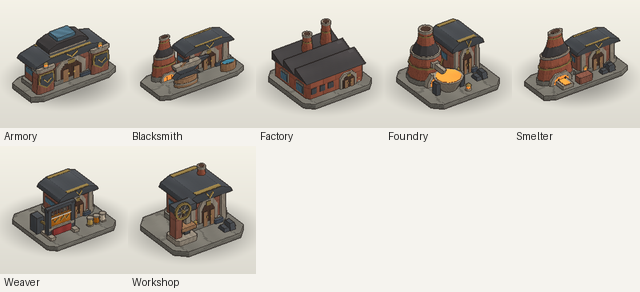 Armory
Blacksmith
Factory
Foundry
Smelter
Weaver
Workshop